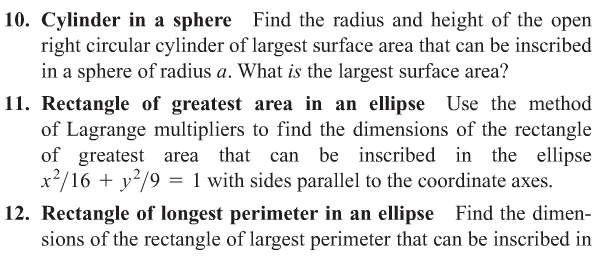 10. Cylinder in a sphere Find the radius and height of the open
right circular cylinder of largest surface area that can be inscribed
in a sphere of radius a. What is the largest surface area?
11. Rectangle of greatest area in an ellipse Use the method
of Lagrange multipliers to find the dimensions of the rectangle
of greatest area that can be inscribed in the ellipse
x²/16 + y²/9 = 1 with sides parallel to the coordinate axes.
12. Rectangle of longest perimeter in an ellipse Find the dimen-
sions of the rectangle of largest perimeter that can be inscribed in